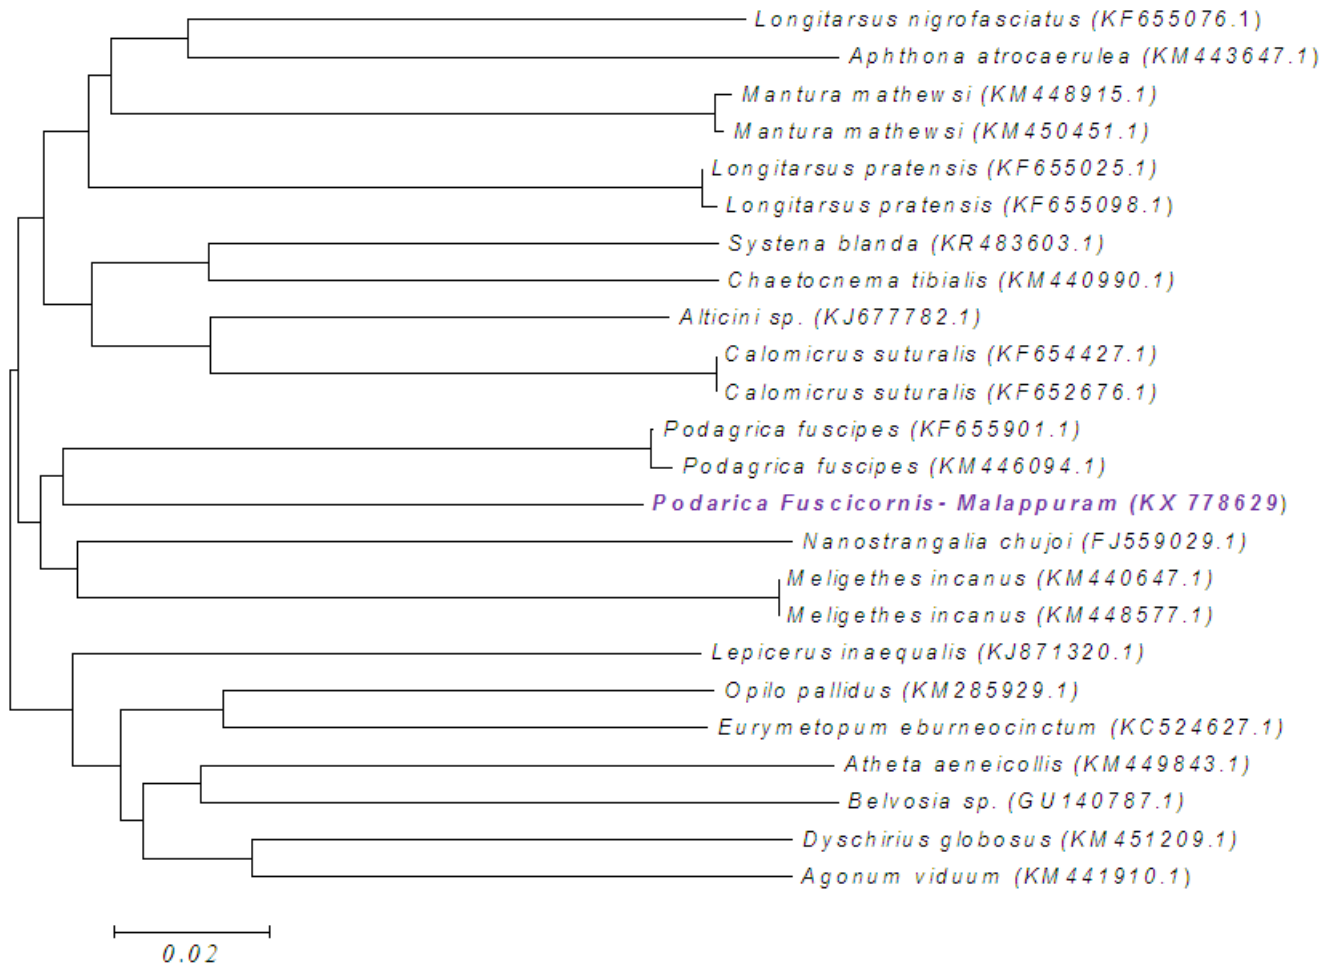 Longitarsus nigrofasciatus (KF655076.1)
Aphthona atrocaerulea (KM443647.1)
Mantura mathewsi (KM448915.1)
Mantura mathewsi (KM450451.1)
Longitarsus pratensis (KF655025.1)
Longitarsus pratensis (KF655098.1)
Systena blanda (KR483603.1)
Chaetocnema tibialis (KM440990.1)
Alticini sp. (KJ677782.1)
Calomicrus suturalis (KF654427.1)
Calomicrus suturalis (KF652676.1)
Podagrica fuscipes (KF655901.1)
Podagrica fuscipes (KM446094.1)
Podarica Fuscicornis- Malappuram (KX 778629)
Nanostrangalia chujoi (FJ559029.1)
Meligethes incanus (KM440647.1)
Meligethes incanus (KM448577.1)
Lepicerus inaequalis (KJ871320.1)
Opilo pallidus (KM285929.1)
Eurymetopum eburneocinctum (KC524627.1)
Atheta aeneicollis (KM449843.1)
Belvosia sp. (GU140787.1)
Dyschirius globosus (KM451209.1)
Agonum viduum (KM441910.1)
0.02